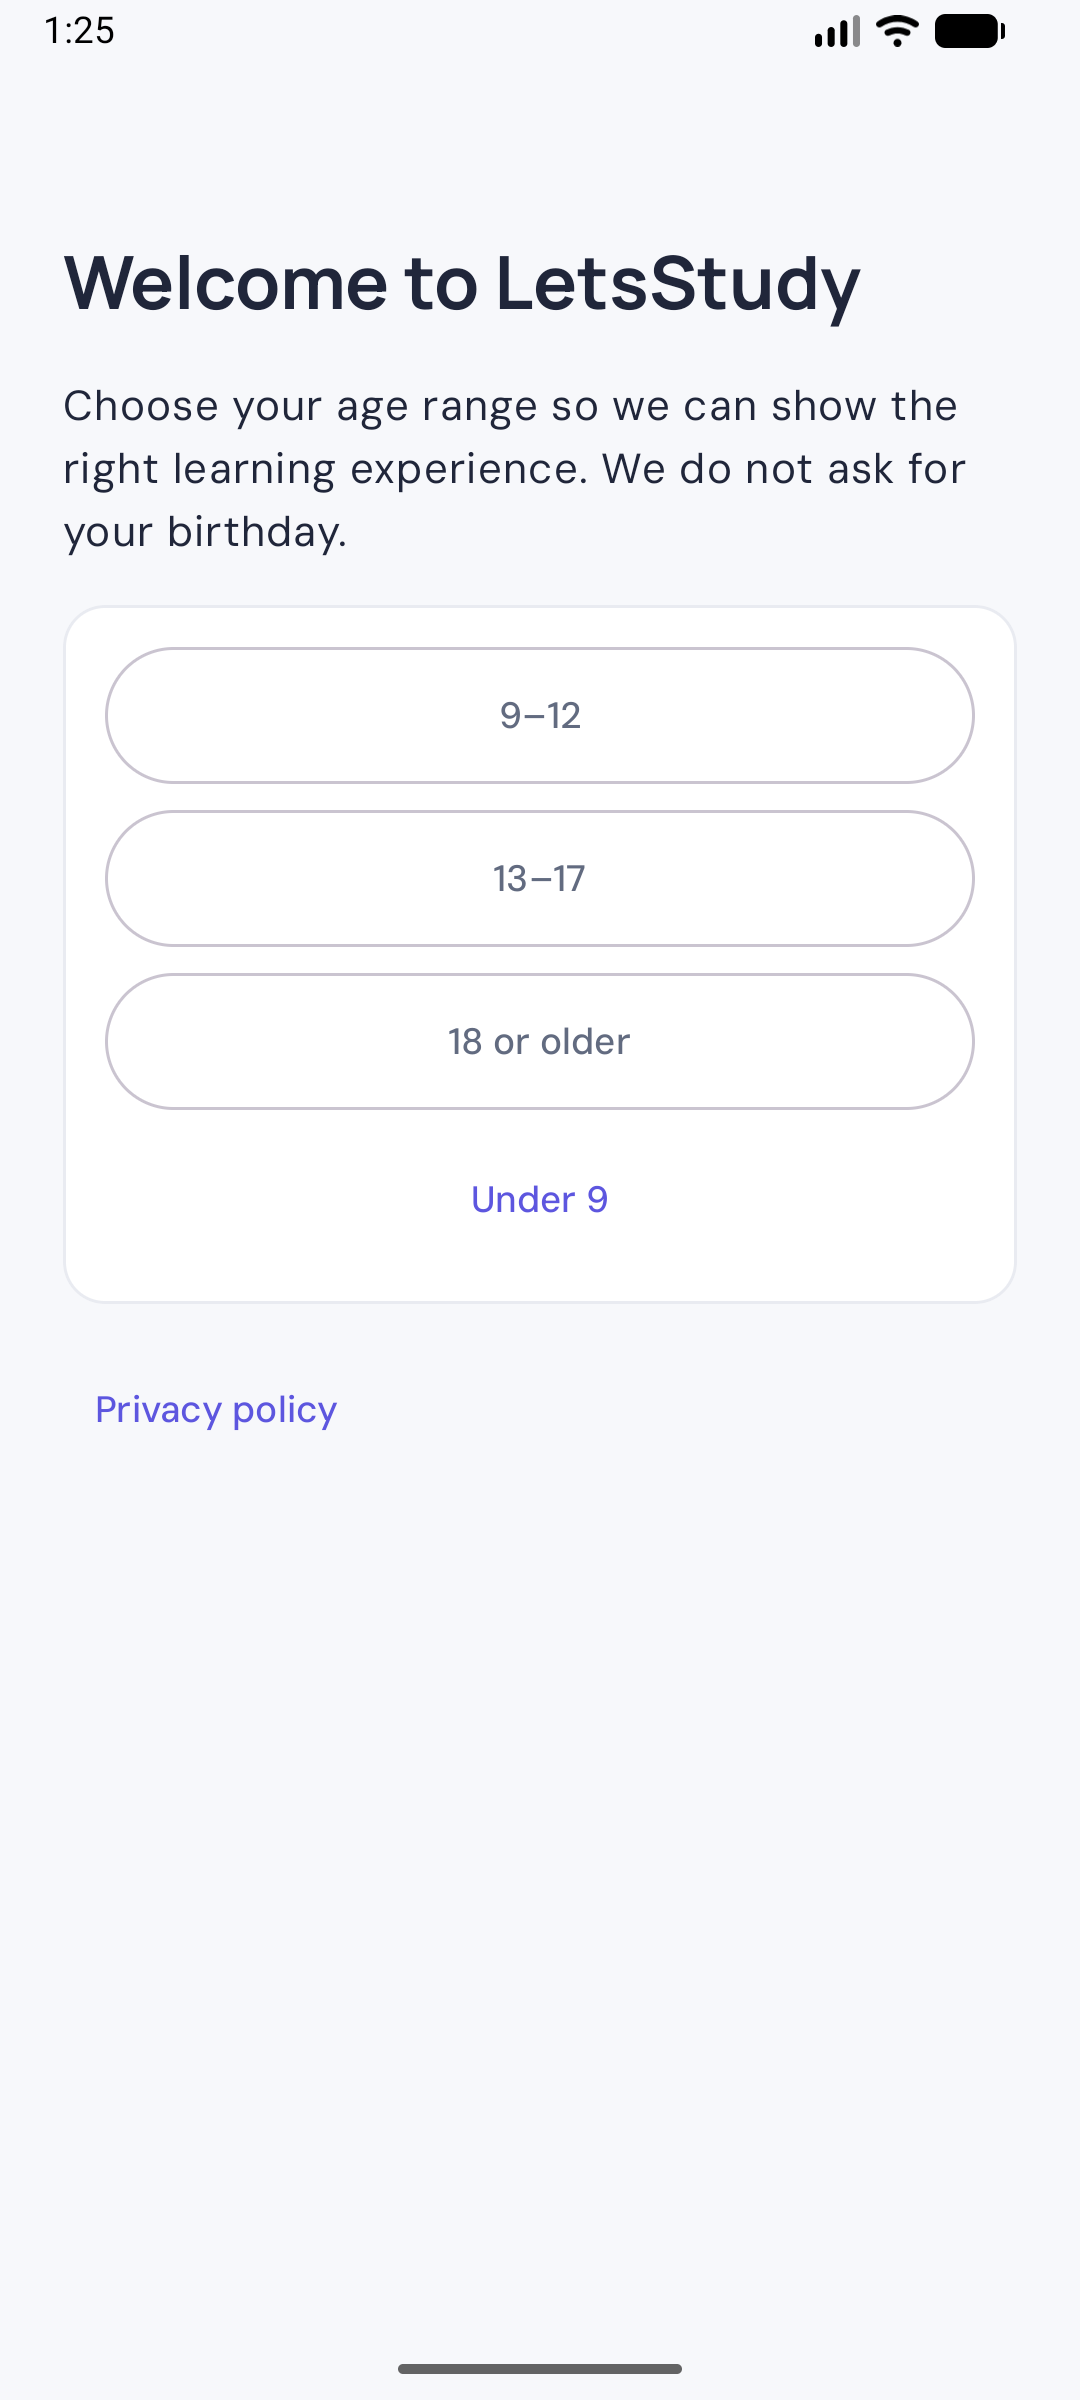 1:25
Welcome to LetsStudy
Choose your age range so we can show the
right learning experience. We do not ask for
your birthday.
9–12
13–17
18 or older
Under 9
Privacy policy